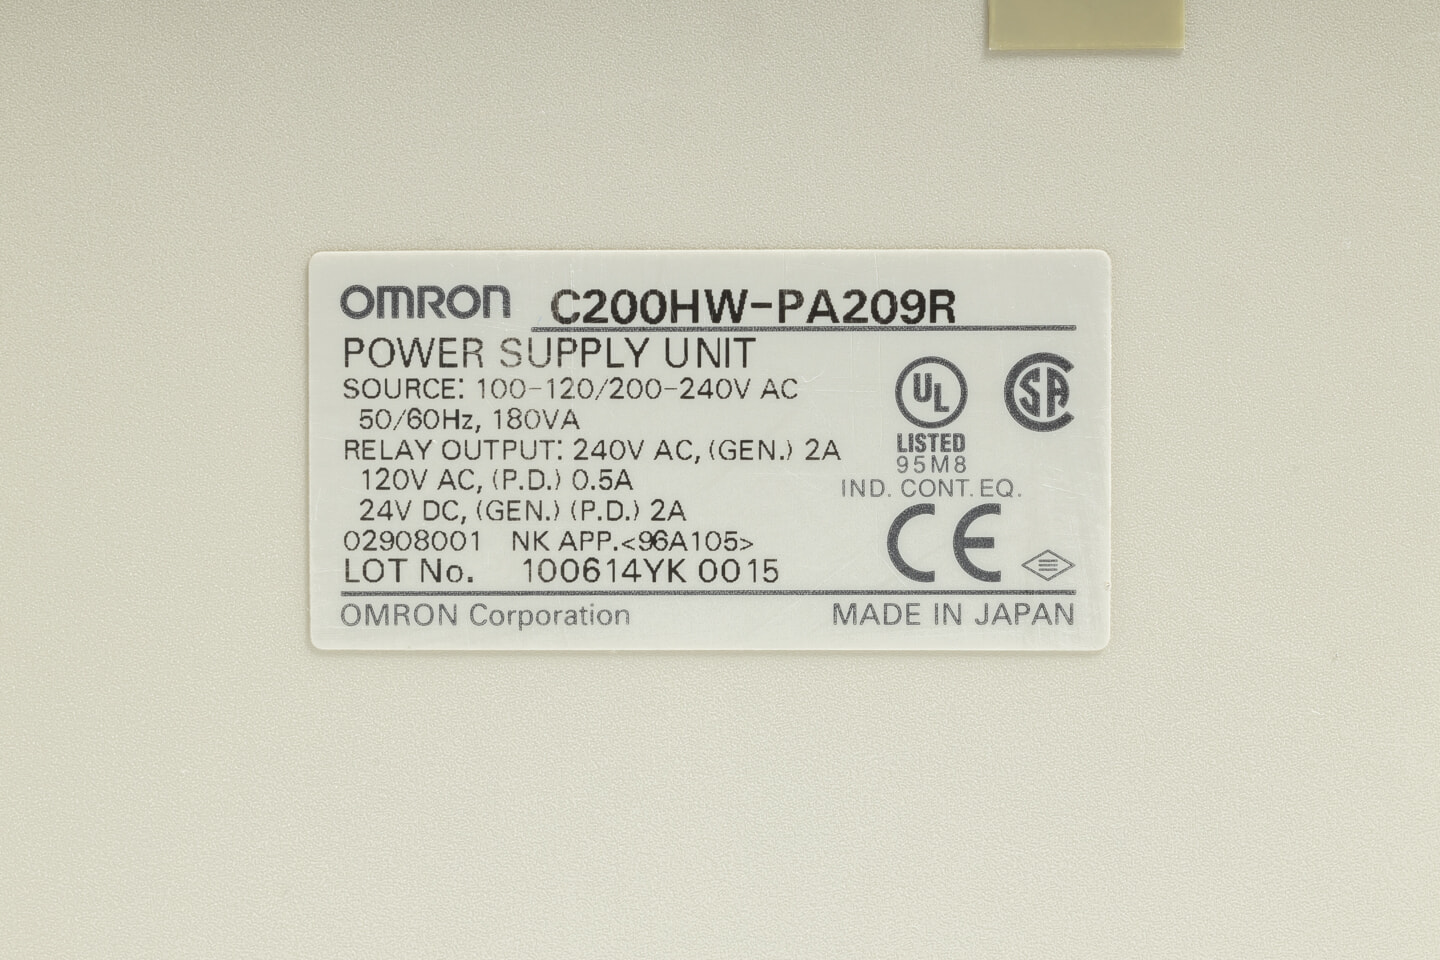 OMRON C200HW-PA209R
POWER SUPPLY UNIT
SOURCE: 100-120/200-240V AC
50/60Hz, 180VA
RELAY OUTPUT: 240V AC, (GEN.) 2A
120V AC, (P.D.) 0.5A
24V DC, (GEN.) (P.D.) 2A
02908001 NK APP.<96A105>
LOT No. 100614YK 0015
UL
LISTED
95M8
IND. CONT. EQ.
SA
CE
OMRON Corporation MADE IN JAPAN